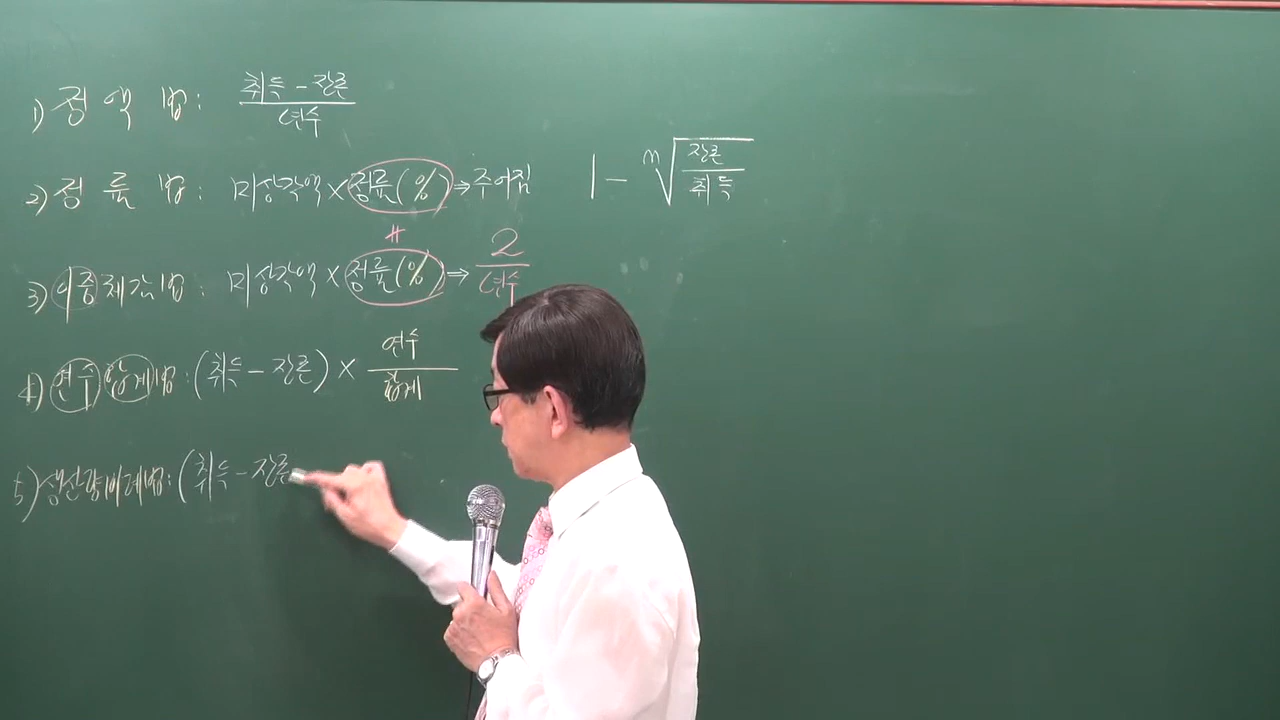 1) 정액법: 취득-잔존 / 연수
2) 정률법: 미상각액×정률(%)→주어짐 1-ⁿ√잔존/취득
〃
3) 이중체감법: 미상각액×정률(%)→2/연수
4) 연수합계법:(취득-잔존)×연수/합계
5) 생산량비례법:(취득-잔존